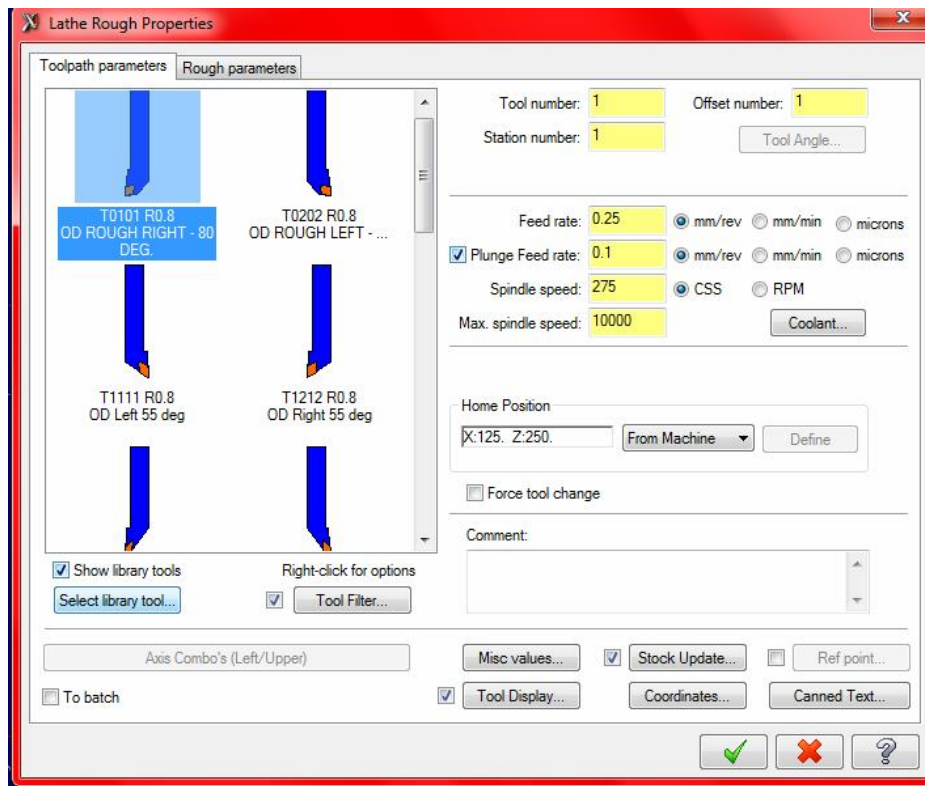 Lathe Rough Properties
Toolpath parameters
Rough parameters
T0101 R0.8
OD ROUGH RIGHT - 80
DEG.
T0202 R0.8
OD ROUGH LEFT - ...
T1111 R0.8
OD Left 55 deg
T1212 R0.8
OD Right 55 deg
Show library tools
Right-click for options
Select library tool...
Tool Filter...
Tool number: 1
Offset number: 1
Station number: 1
Tool Angle...
Feed rate: 0.25 mm/rev mm/min microns
Plunge Feed rate: 0.1 mm/rev mm/min microns
Spindle speed: 275 CSS RPM
Max. spindle speed: 10000 Coolant...
Home Position
X:125. Z:250. From Machine Define
Force tool change
Comment:
Axis Combo's (Left/Upper)
Misc values...
Stock Update...
Ref point...
To batch
Tool Display...
Coordinates...
Canned Text...